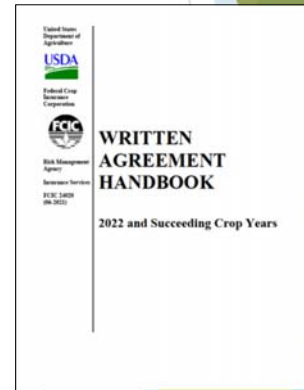 United States
Department of
Agriculture
USDA
Federal Crop
Insurance
Corporation
FCIC
Risk Management
Agency
Insurance Services
FCIC 24020
(06-2021)
WRITTEN
AGREEMENT
HANDBOOK
2022 and Succeeding Crop Years